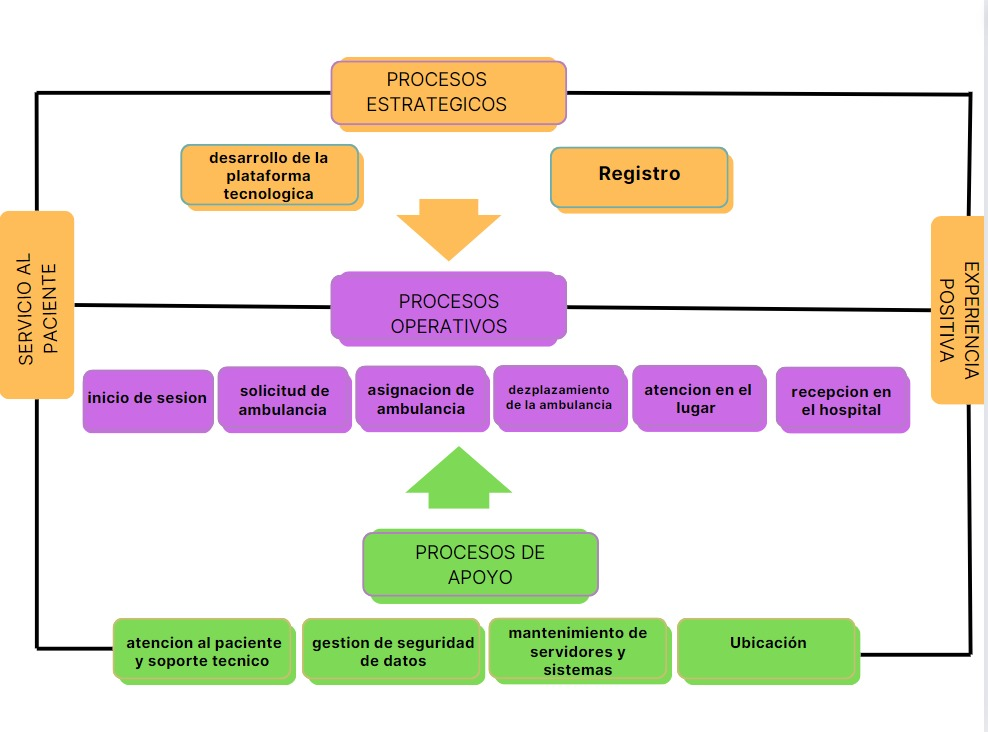 PROCESOS
ESTRATEGICOS
desarrollo de la
plataforma
tecnologica
Registro
SERVICIO AL
PACIENTE
EXPERIENCIA
POSITIVA
PROCESOS
OPERATIVOS
inicio de sesion
solicitud de
ambulancia
asignacion de
ambulancia
dezplazamiento
de la ambulancia
atencion en el
lugar
recepcion en
el hospital
PROCESOS DE
APOYO
atencion al paciente
y soporte tecnico
gestion de seguridad
de datos
mantenimiento de
servidores y
sistemas
Ubicación